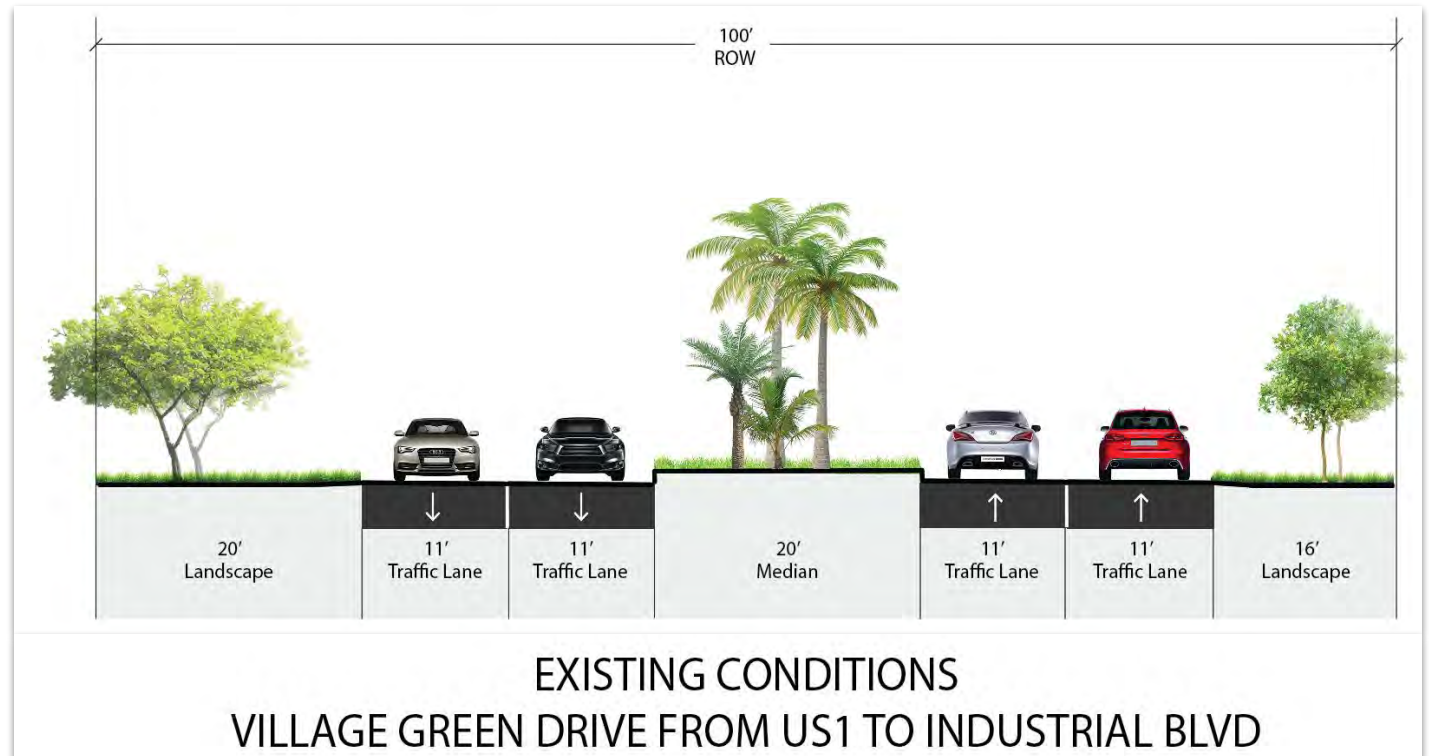 100'
ROW
20'
Landscape
11'
Traffic Lane
11'
Traffic Lane
20'
Median
11'
Traffic Lane
11'
Traffic Lane
16'
Landscape
EXISTING CONDITIONS
VILLAGE GREEN DRIVE FROM US1 TO INDUSTRIAL BLVD